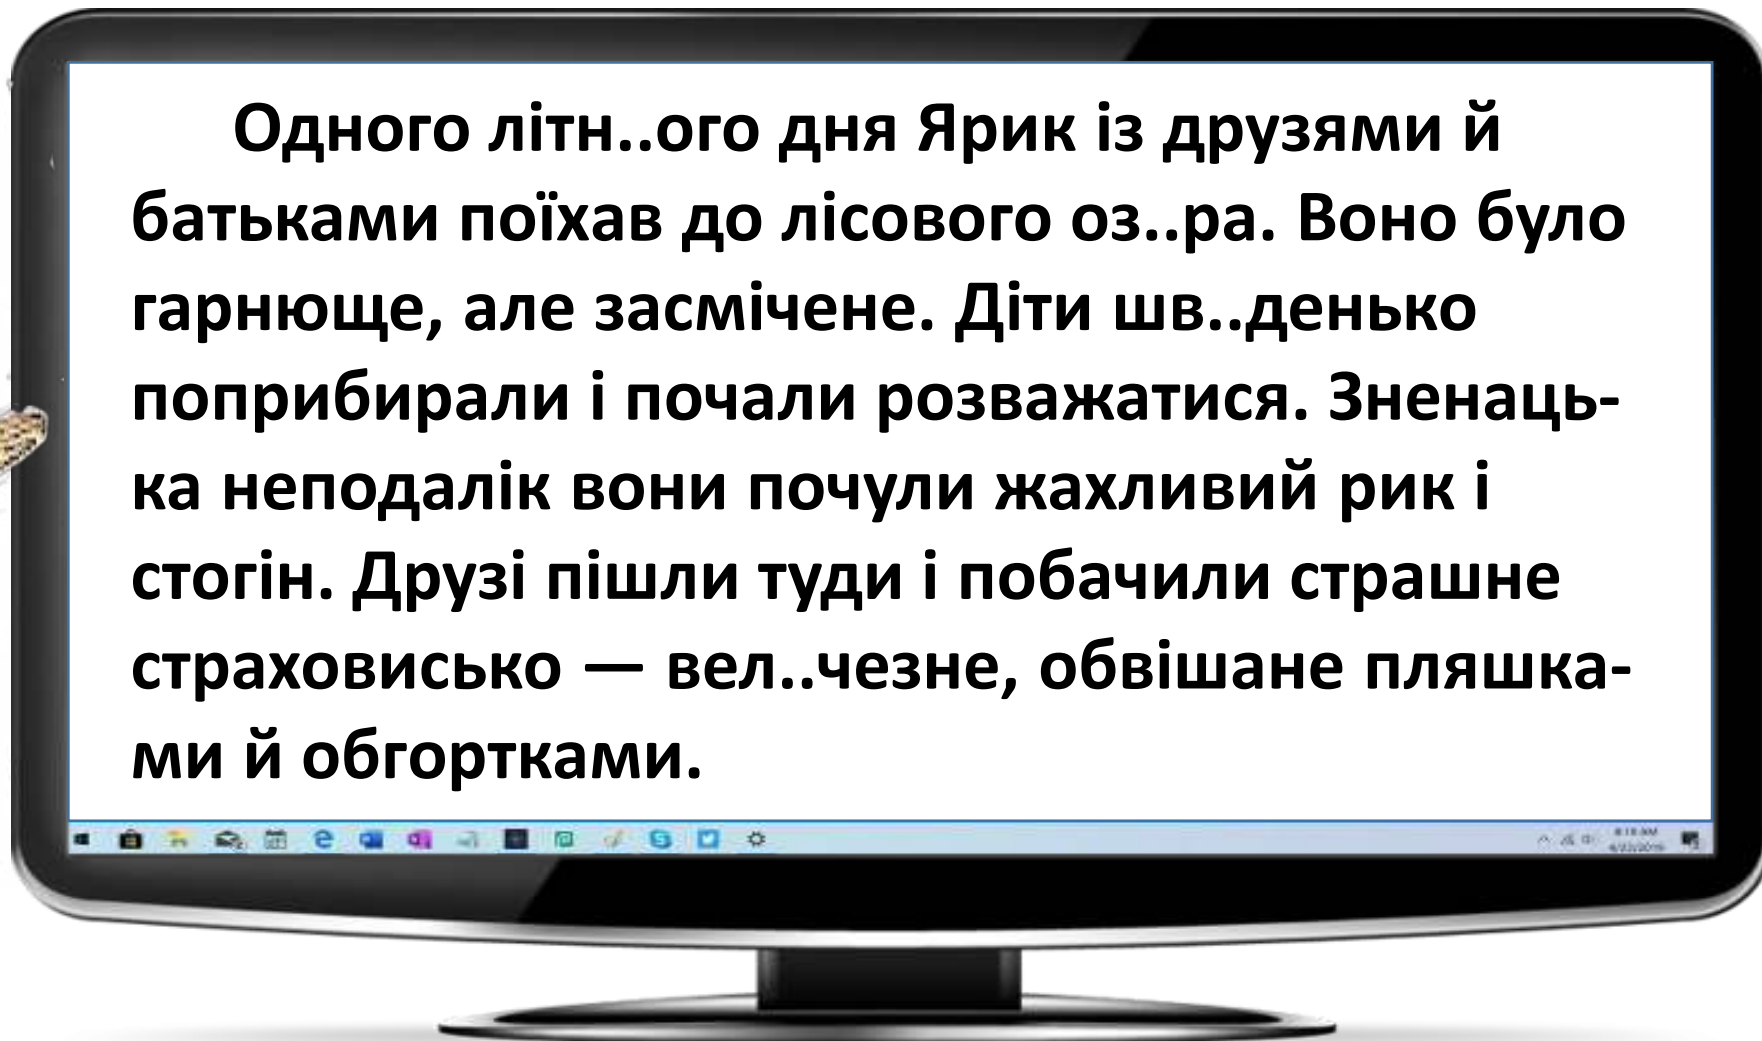 Одного літн..ого дня Ярик із друзями й
батьками поїхав до лісового оз..ра. Воно було
гарнюще, але засмічене. Діти шв..денько
поприбирали і почали розважатися. Зненаць-
ка неподалік вони почули жахливий рик і
стогін. Друзі пішли туди і побачили страшне
страховисько — вел..чезне, обвішане пляшка-
ми й обгортками.